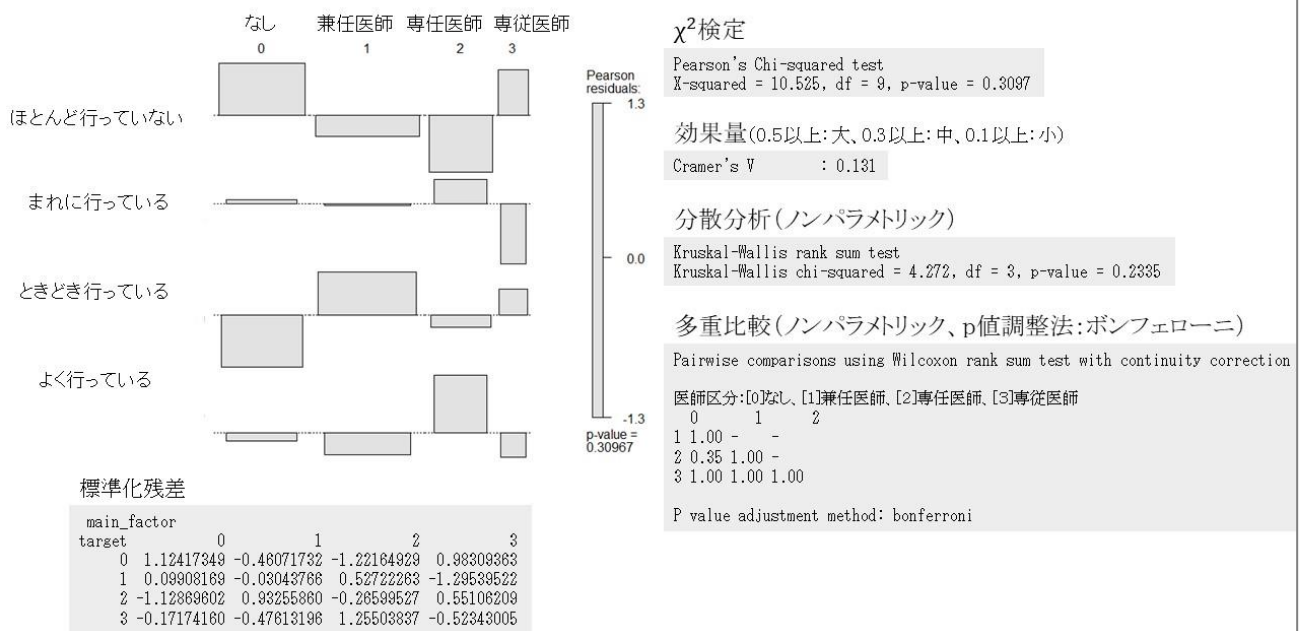 なし 兼任医師 専任医師 専従医師
0 1 2 3
ほとんど行っていない
まれに行っている
ときどき行っている
よく行っている
Pearson
residuals:
1.3
0.0
-1.3
p-value =
0.30967
標準化残差
main_factor
target 0 1 2 3
0 1.12417349 -0.46071732 -1.22164929 0.98309363
1 0.09908169 -0.03043766 0.52722263 -1.29539522
2 -1.12869602 0.93255860 -0.26599527 0.55106209
3 -0.17174160 -0.47613196 1.25503837 -0.52343005
χ²検定
Pearson's Chi-squared test
X-squared = 10.525, df = 9, p-value = 0.3097
効果量(0.5以上:大、0.3以上:中、0.1以上:小)
Cramer's V : 0.131
分散分析(ノンパラメトリック)
Kruskal-Wallis rank sum test
Kruskal-Wallis chi-squared = 4.272, df = 3, p-value = 0.2335
多重比較(ノンパラメトリック、p値調整法:ボンフェローニ)
Pairwise comparisons using Wilcoxon rank sum test with continuity correction
医師区分:[0]なし、[1]兼任医師、[2]専任医師、[3]専従医師
0 1 2
1 1.00 - -
2 0.35 1.00 -
3 1.00 1.00 1.00
P value adjustment method: bonferroni